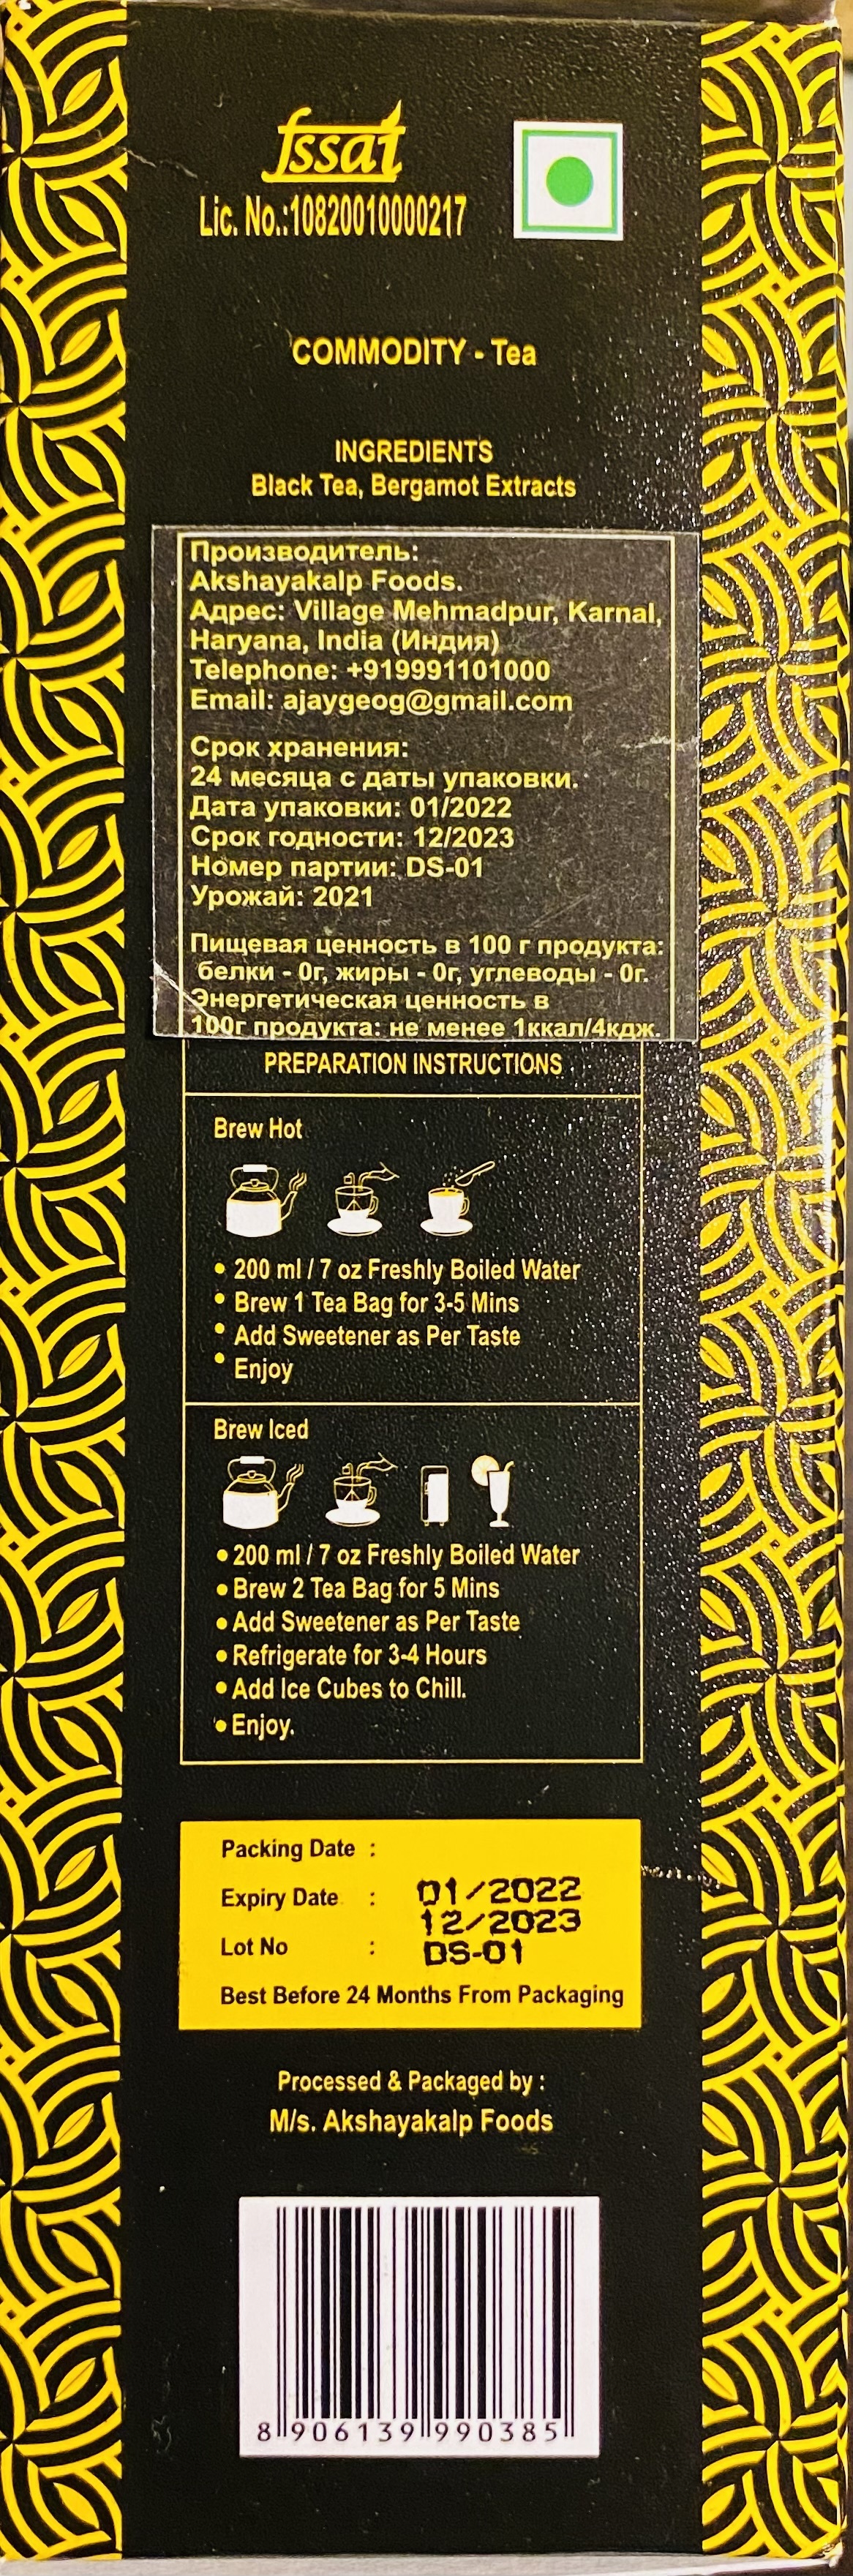 fssai
Lic. No.:10820010000217
COMMODITY - Tea
INGREDIENTS
Black Tea, Bergamot Extracts
Производитель:
Akshayakalp Foods.
Адрес: Village Mehmadpur, Karnal,
Haryana, India (Индия)
Telephone: +919991101000
Email: ajaygeog@gmail.com
Срок хранения:
24 месяца с даты упаковки.
Дата упаковки: 01/2022
Срок годности: 12/2023
Номер партии: DS-01
Урожай: 2021
Пищевая ценность в 100 г продукта:
белки - 0г, жиры - 0г, углеводы - 0г.
Энергетическая ценность в
100г продукта: не менее 1ккал/4кдж.
PREPARATION INSTRUCTIONS
Brew Hot
• 200 ml / 7 oz Freshly Boiled Water
• Brew 1 Tea Bag for 3-5 Mins
• Add Sweetener as Per Taste
• Enjoy
Brew Iced
• 200 ml / 7 oz Freshly Boiled Water
• Brew 2 Tea Bag for 5 Mins
• Add Sweetener as Per Taste
• Refrigerate for 3-4 Hours
• Add Ice Cubes to Chill.
• Enjoy.
Packing Date :
Expiry Date : 01/2022
12/2023
Lot No : DS-01
Best Before 24 Months From Packaging
Processed & Packaged by :
M/s. Akshayakalp Foods
8 906139 990385